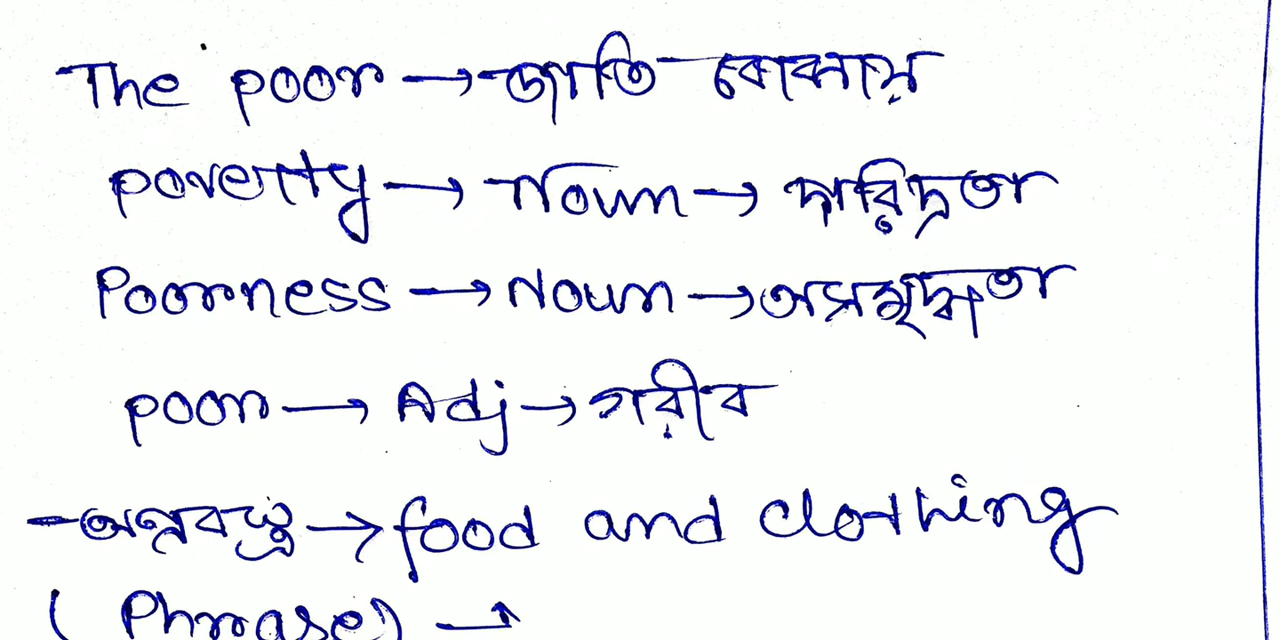 The poor → জাতি বোঝায়
poverty → Noun → দারিদ্রতা
Poorness → Noun → অসমৃদ্ধতা
poor → Adj → গরীব
- অন্নবস্ত্র → food and clothing
(Phrase) →